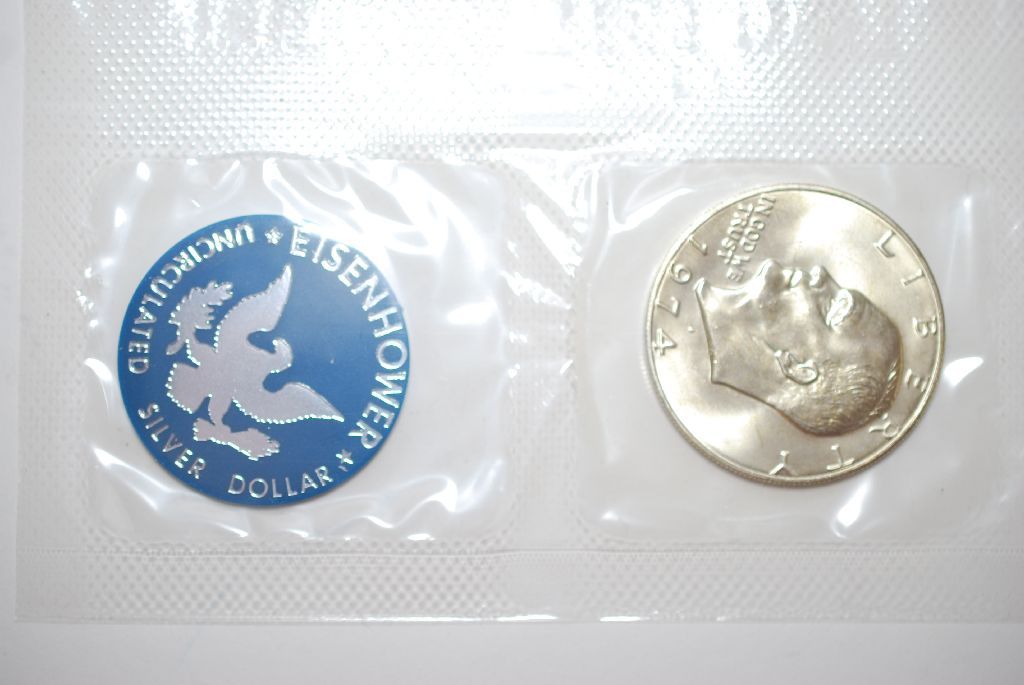 EISENHOWER
UNCIRCULATED
SILVER DOLLAR
LIBERTY
IN GOD WE
TRUST
1974